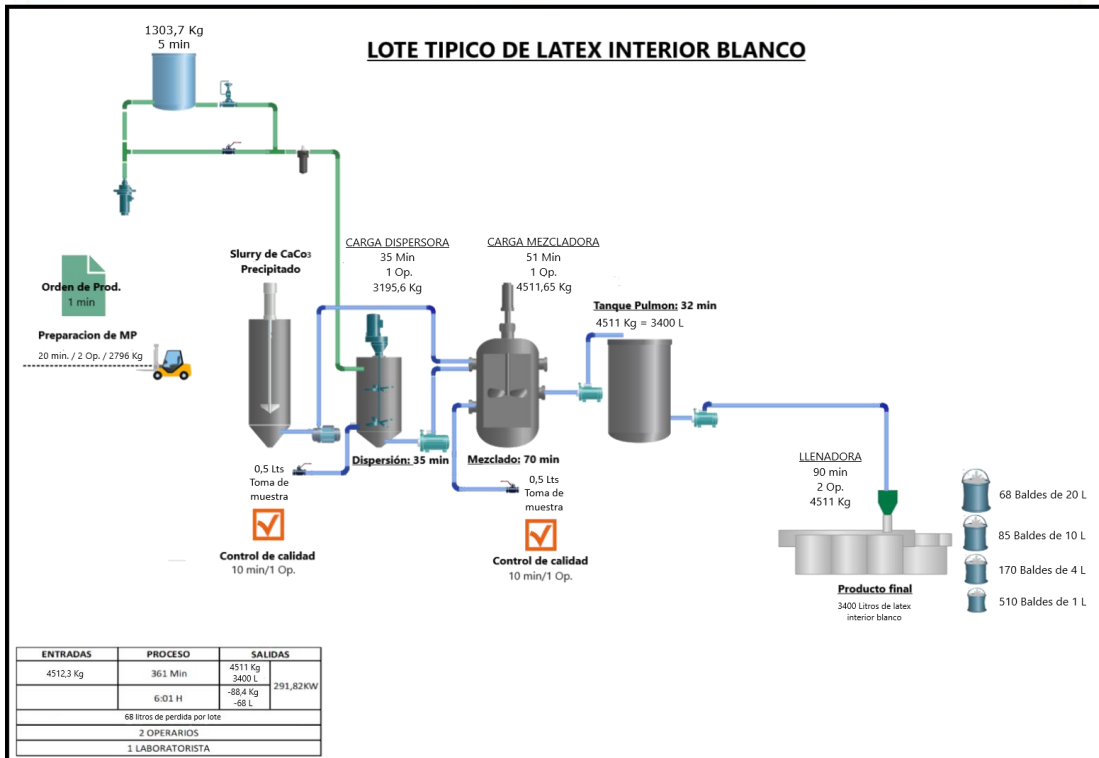 1303,7 Kg
5 min
LOTE TIPICO DE LATEX INTERIOR BLANCO
Orden de Prod.
1 min
Preparacion de MP
20 min. / 2 Op. / 2796 Kg
Slurry de CaCo3
Precipitado
CARGA DISPERSORA
35 Min
1 Op.
3195,6 Kg
CARGA MEZCLADORA
51 Min
1 Op.
4511,65 Kg
Tanque Pulmon: 32 min
4511 Kg = 3400 L
Dispersión: 35 min
Mezclado: 70 min
0,5 Lts
Toma de
muestra
Control de calidad
10 min/1 Op.
0,5 Lts
Toma de
muestra
Control de calidad
10 min/1 Op.
LLENADORA
90 min
2 Op.
4511 Kg
68 Baldes de 20 L
85 Baldes de 10 L
170 Baldes de 4 L
510 Baldes de 1 L
Producto final
3400 Litros de latex
interior blanco
ENTRADAS PROCESO SALIDAS
4512,3 Kg 361 Min 4511 Kg
3400 L
291,82KW
6:01 H -88,4 Kg
-68 L
68 litros de perdida por lote
2 OPERARIOS
1 LABORATORISTA